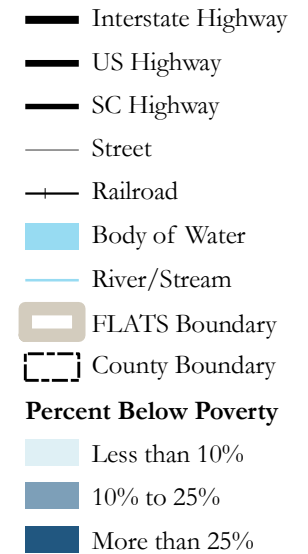 Interstate Highway
US Highway
SC Highway
Street
Railroad
Body of Water
River/Stream
FLATS Boundary
County Boundary
Percent Below Poverty
Less than 10%
10% to 25%
More than 25%